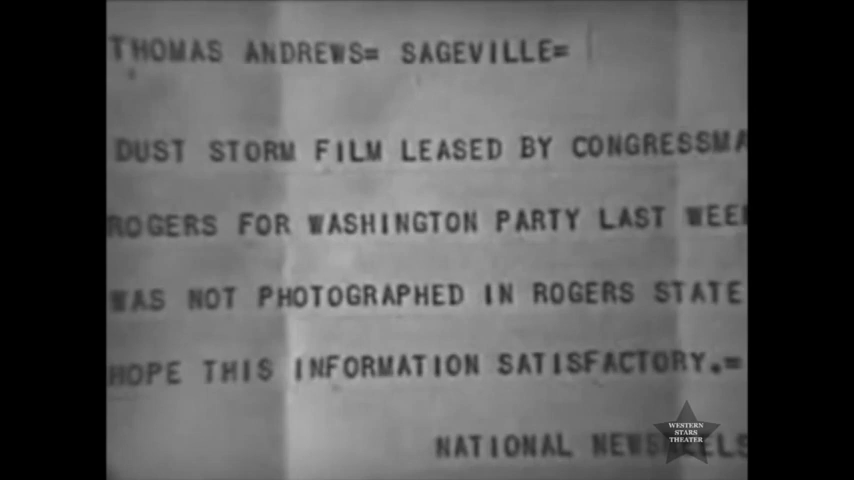 THOMAS ANDREWS= SAGEVILLE=
DUST STORM FILM LEASED BY CONGRESSMA
ROGERS FOR WASHINGTON PARTY LAST WEE
WAS NOT PHOTOGRAPHED IN ROGERS STATE
HOPE THIS INFORMATION SATISFACTORY.=
NATIONAL NEWSREELS
WESTERN
STARS
THEATER